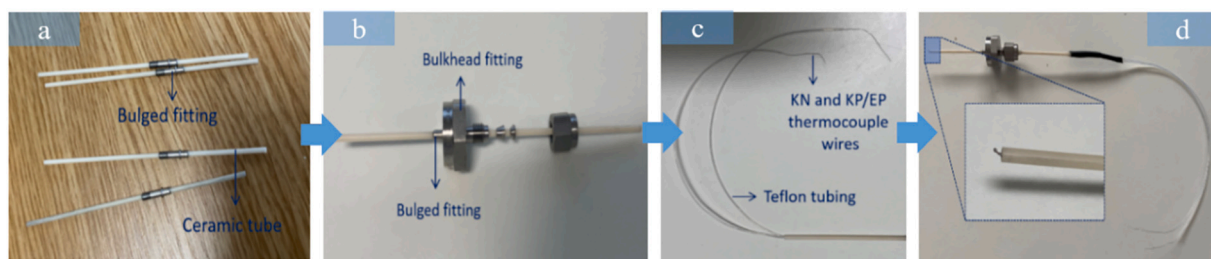 a
Bulged fitting
Ceramic tube
b
Bulkhead fitting
Bulged fitting
c
KN and KP/EP
thermocouple
wires
Teflon tubing
d